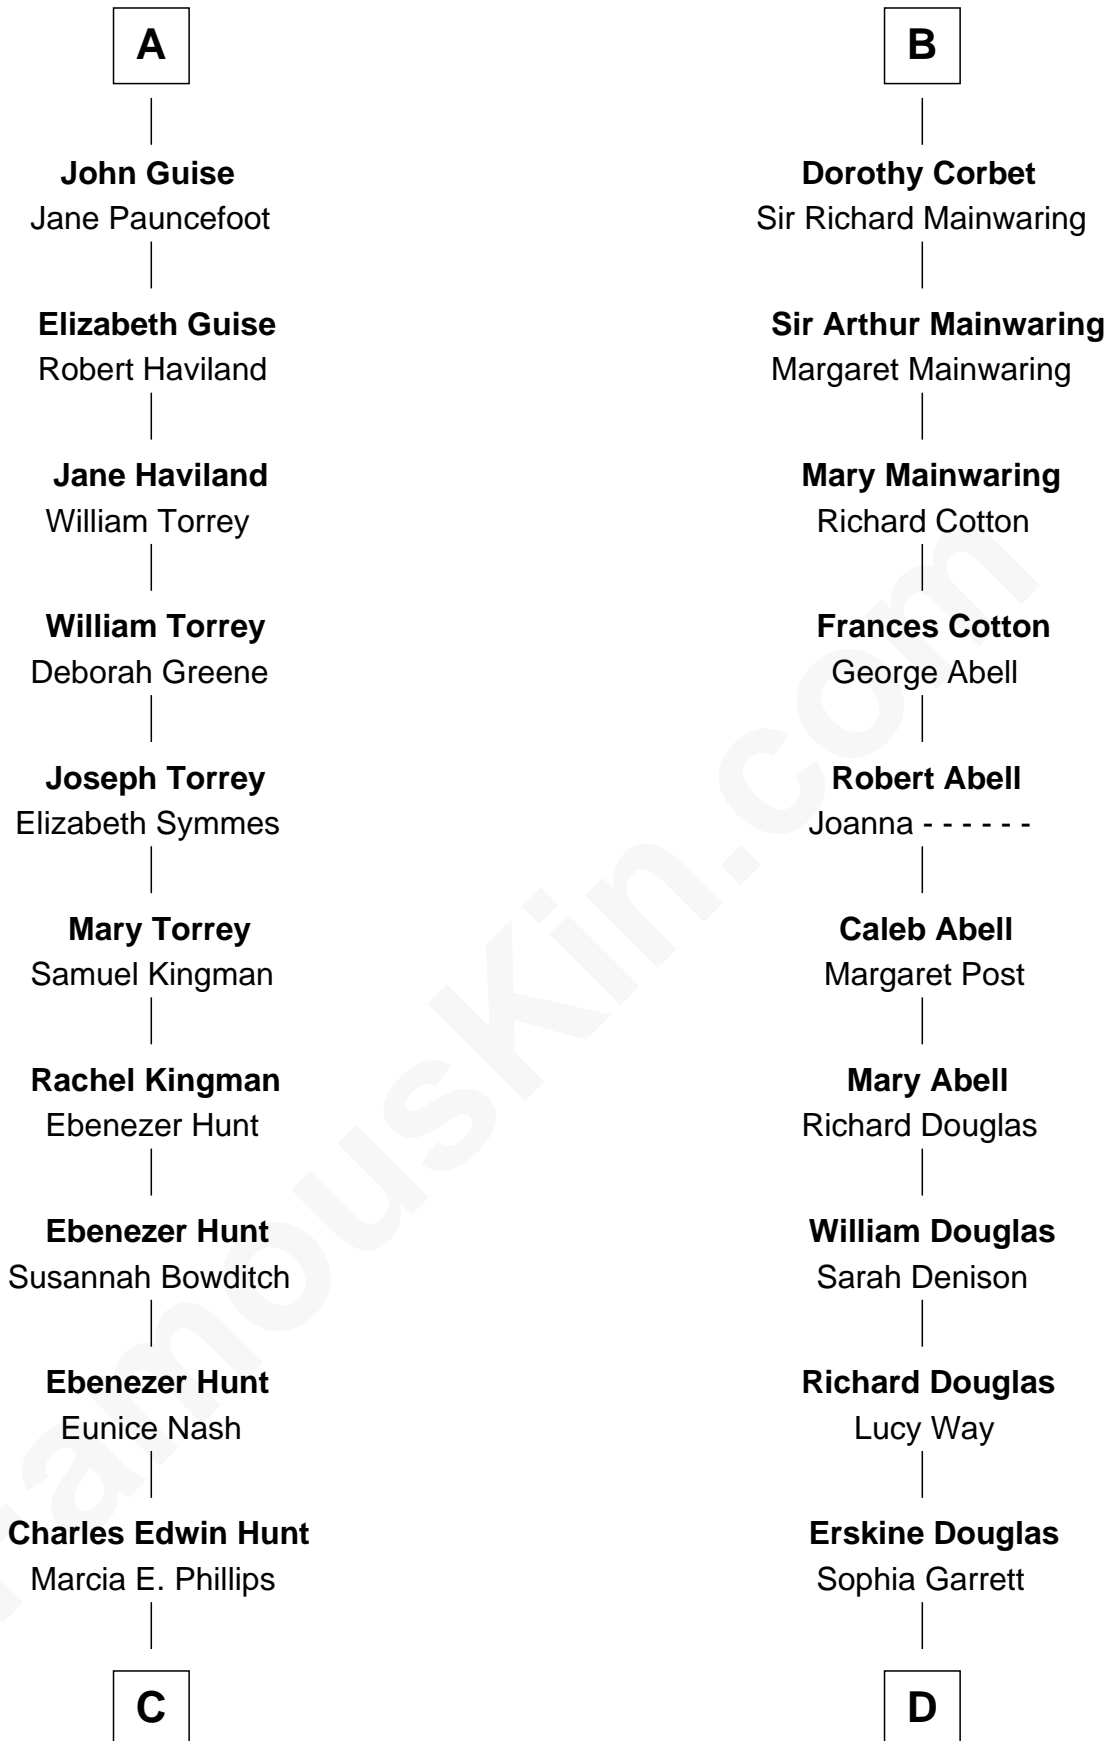 A
John Guise
Jane Pauncefoot
Elizabeth Guise
Robert Haviland
Jane Haviland
William Torrey
William Torrey
Deborah Greene
Joseph Torrey
Elizabeth Symmes
Mary Torrey
Samuel Kingman
Rachel Kingman
Ebenezer Hunt
Ebenezer Hunt
Susannah Bowditch
Ebenezer Hunt
Eunice Nash
Charles Edwin Hunt
Marcia E. Phillips
C
B
Dorothy Corbet
Sir Richard Mainwaring
Sir Arthur Mainwaring
Margaret Mainwaring
Mary Mainwaring
Richard Cotton
Frances Cotton
George Abell
Robert Abell
Joanna - - - - - -
Caleb Abell
Margaret Post
Mary Abell
Richard Douglas
William Douglas
Sarah Denison
Richard Douglas
Lucy Way
Erskine Douglas
Sophia Garrett
D
FamousKin.com